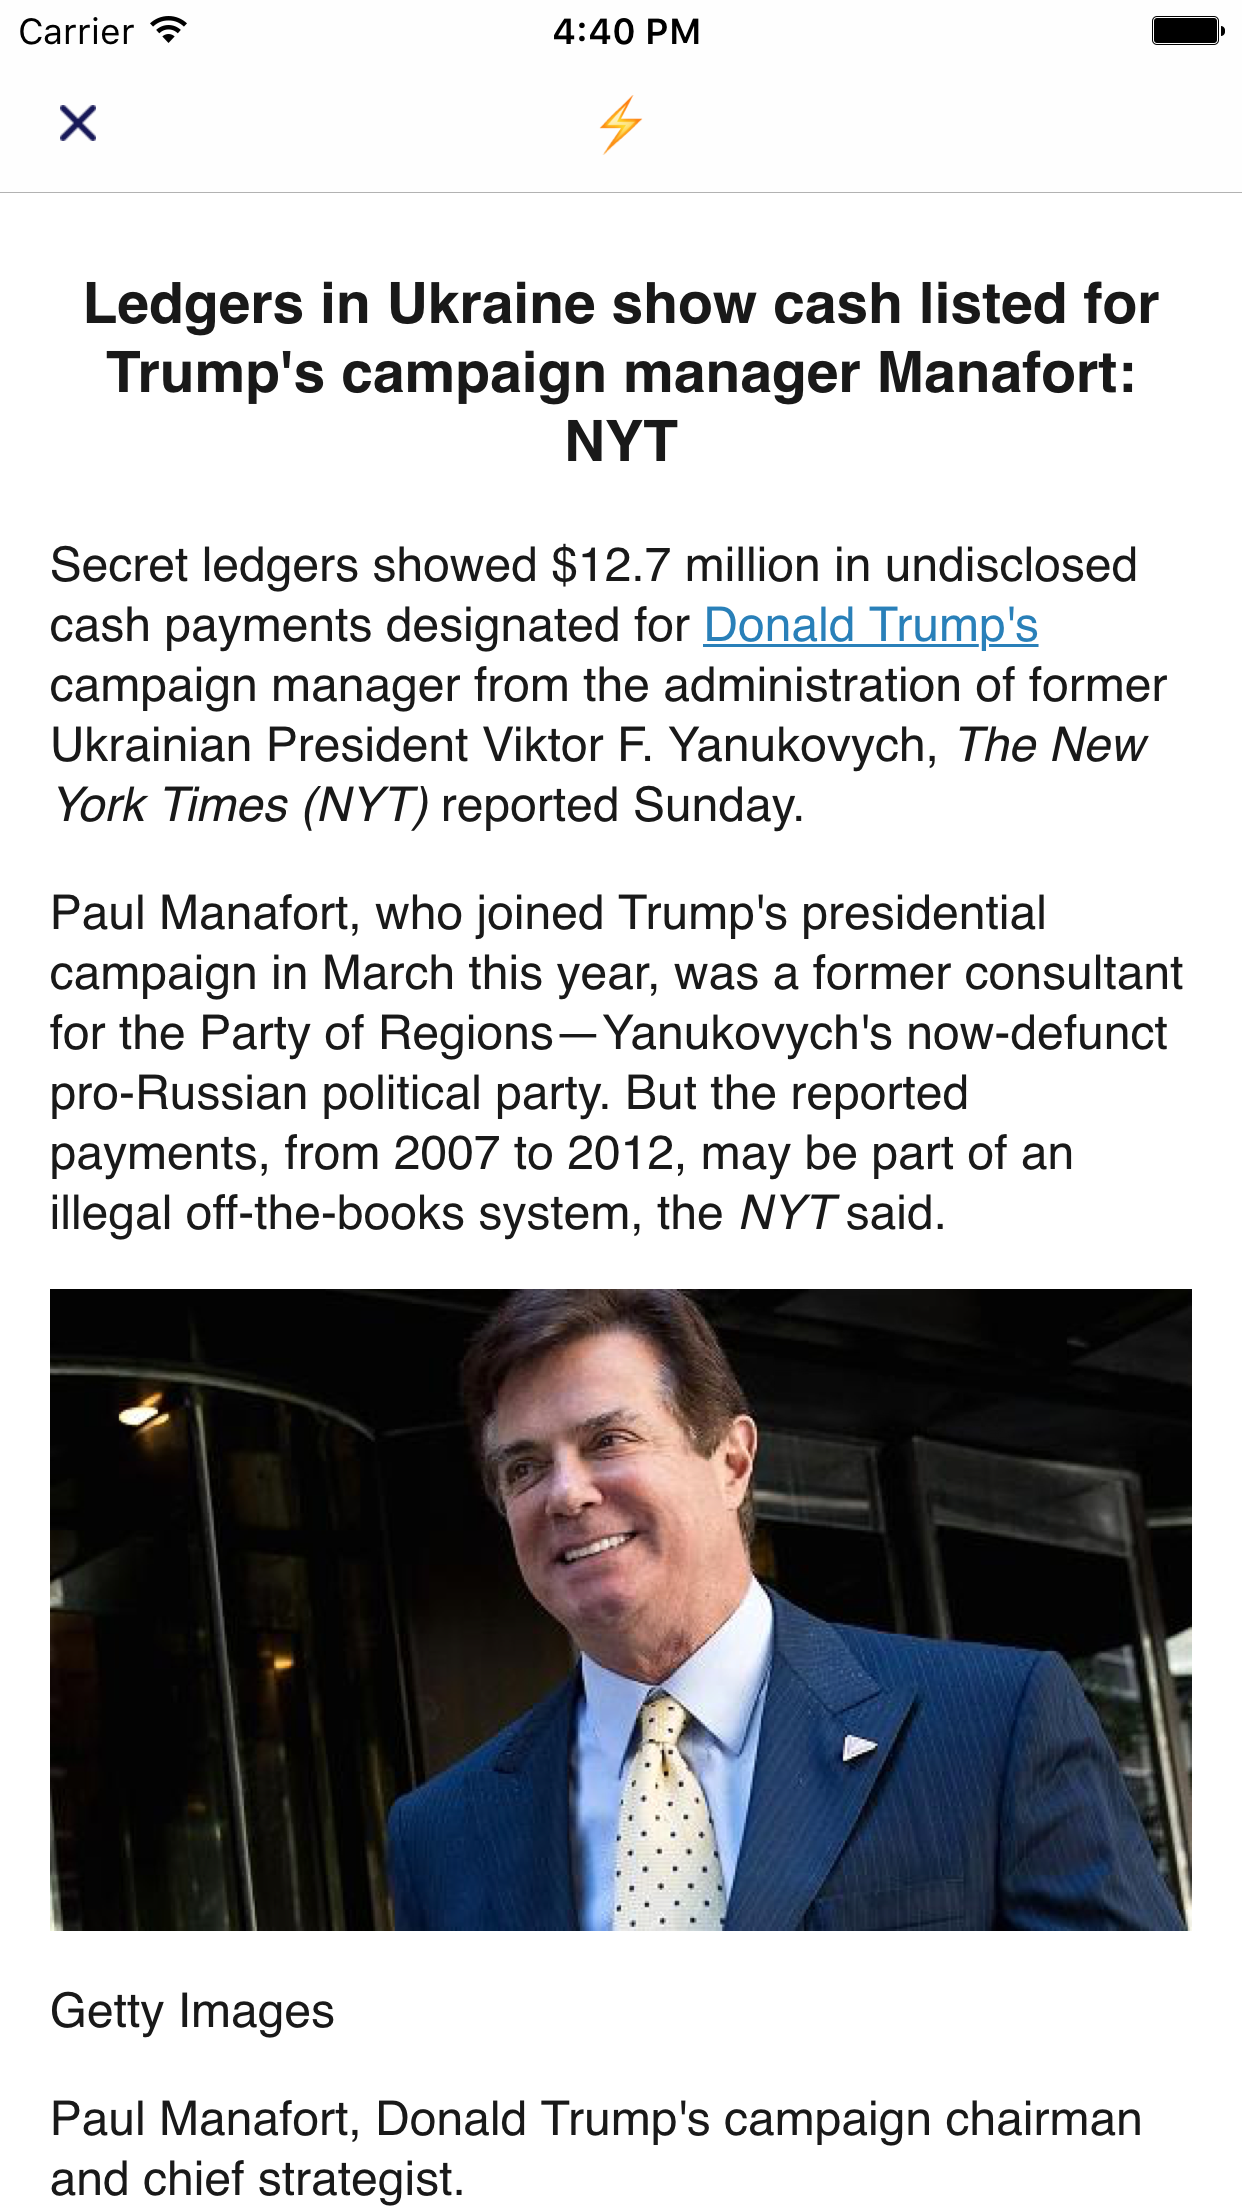 Carrier 4:40 PM
Ledgers in Ukraine show cash listed for
Trump's campaign manager Manafort:
NYT
Secret ledgers showed $12.7 million in undisclosed
cash payments designated for Donald Trump's
campaign manager from the administration of former
Ukrainian President Viktor F. Yanukovych, The New
York Times (NYT) reported Sunday.
Paul Manafort, who joined Trump's presidential
campaign in March this year, was a former consultant
for the Party of Regions—Yanukovych's now-defunct
pro-Russian political party. But the reported
payments, from 2007 to 2012, may be part of an
illegal off-the-books system, the NYT said.
Getty Images
Paul Manafort, Donald Trump's campaign chairman
and chief strategist.